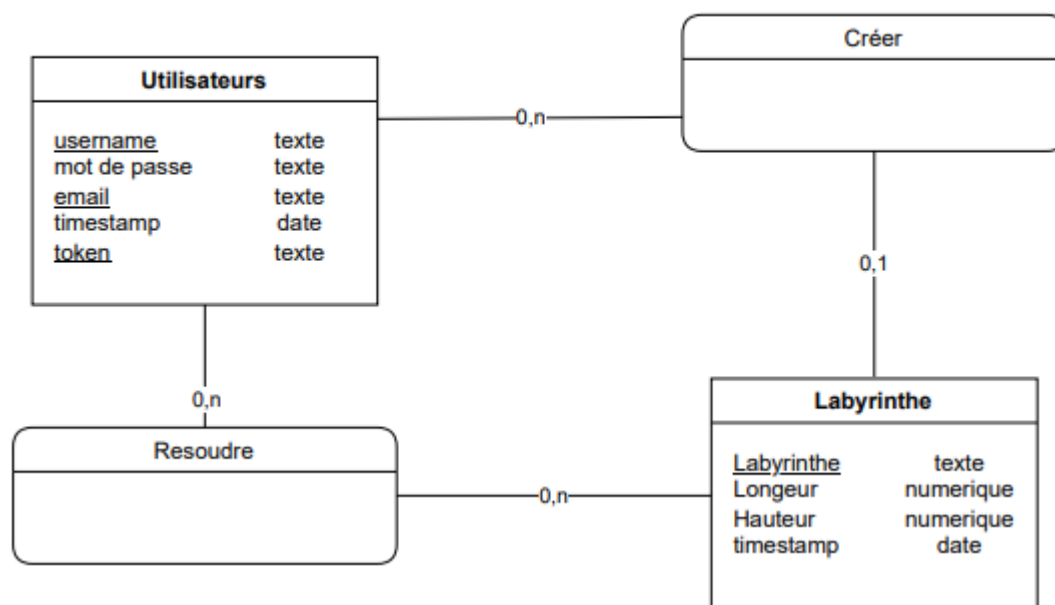 Créer
Utilisateurs
username texte
mot de passe texte
email texte
timestamp date
token texte
0,n
0,1
0,n
Resoudre
0,n
Labyrinthe
Labyrinthe texte
Longeur numerique
Hauteur numerique
timestamp date